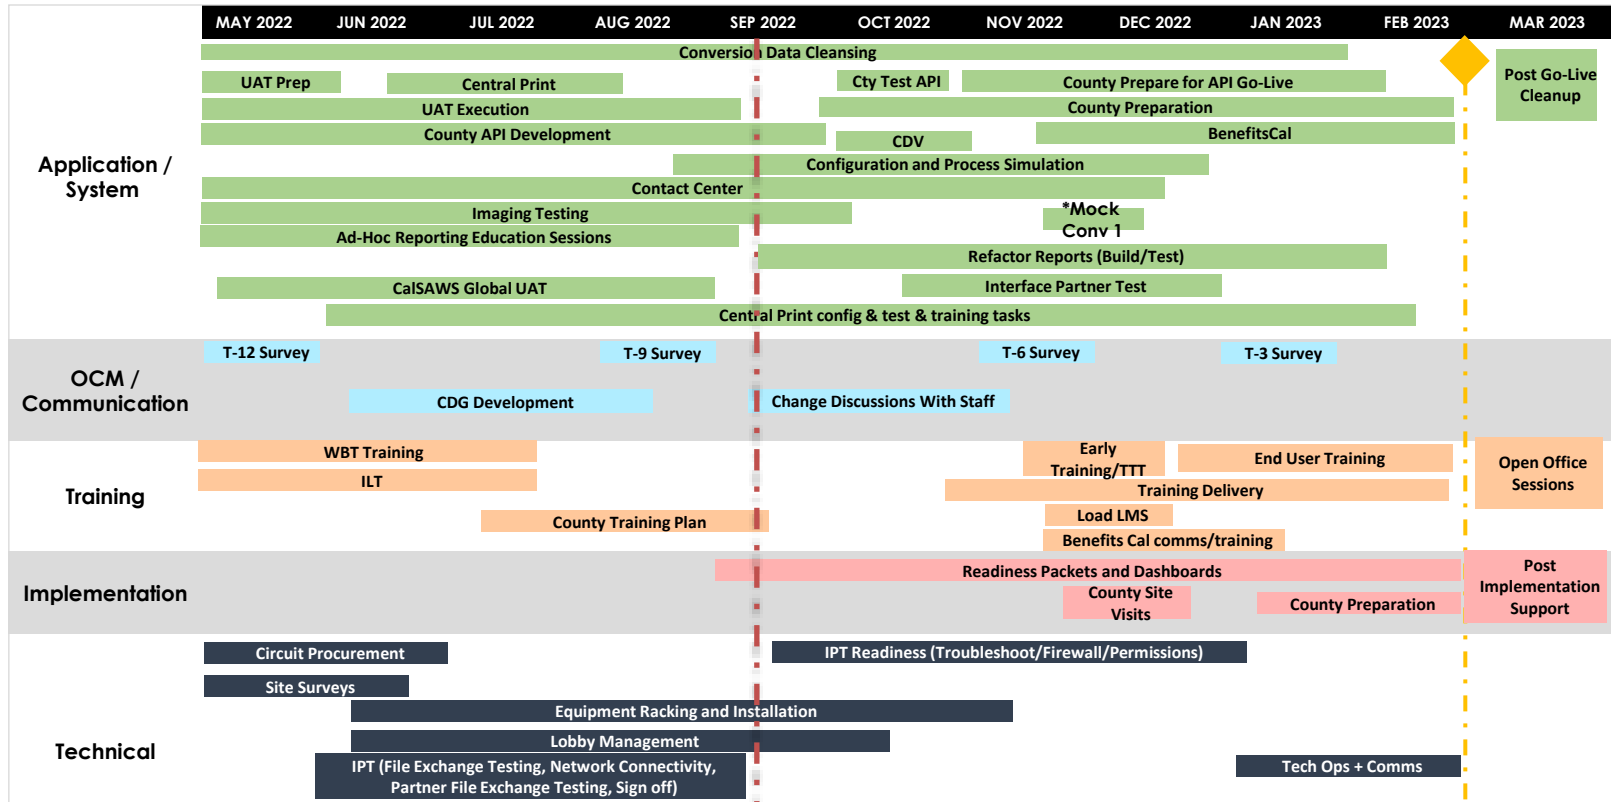 MAY 2022 JUN 2022 JUL 2022 AUG 2022 SEP 2022 OCT 2022 NOV 2022 DEC 2022 JAN 2023 FEB 2023 MAR 2023
Application /
System
Conversion Data Cleansing
UAT Prep
Central Print
Cty Test API
County Prepare for API Go-Live
Post Go-Live
Cleanup
UAT Execution
County Preparation
County API Development
CDV
BenefitsCal
Configuration and Process Simulation
Contact Center
Imaging Testing
*Mock
Conv 1
Ad-Hoc Reporting Education Sessions
Refactor Reports (Build/Test)
CalSAWS Global UAT
Interface Partner Test
Central Print config & test & training tasks
OCM /
Communication
T-12 Survey
T-9 Survey
T-6 Survey
T-3 Survey
CDG Development
Change Discussions With Staff
Training
WBT Training
Early
Training/TTT
End User Training
Open Office
Sessions
ILT
Training Delivery
County Training Plan
Load LMS
Benefits Cal comms/training
Implementation
Readiness Packets and Dashboards
County Site
Visits
County Preparation
Post
Implementation
Support
Technical
Circuit Procurement
IPT Readiness (Troubleshoot/Firewall/Permissions)
Site Surveys
Equipment Racking and Installation
Lobby Management
IPT (File Exchange Testing, Network Connectivity,
Partner File Exchange Testing, Sign off)
Tech Ops + Comms